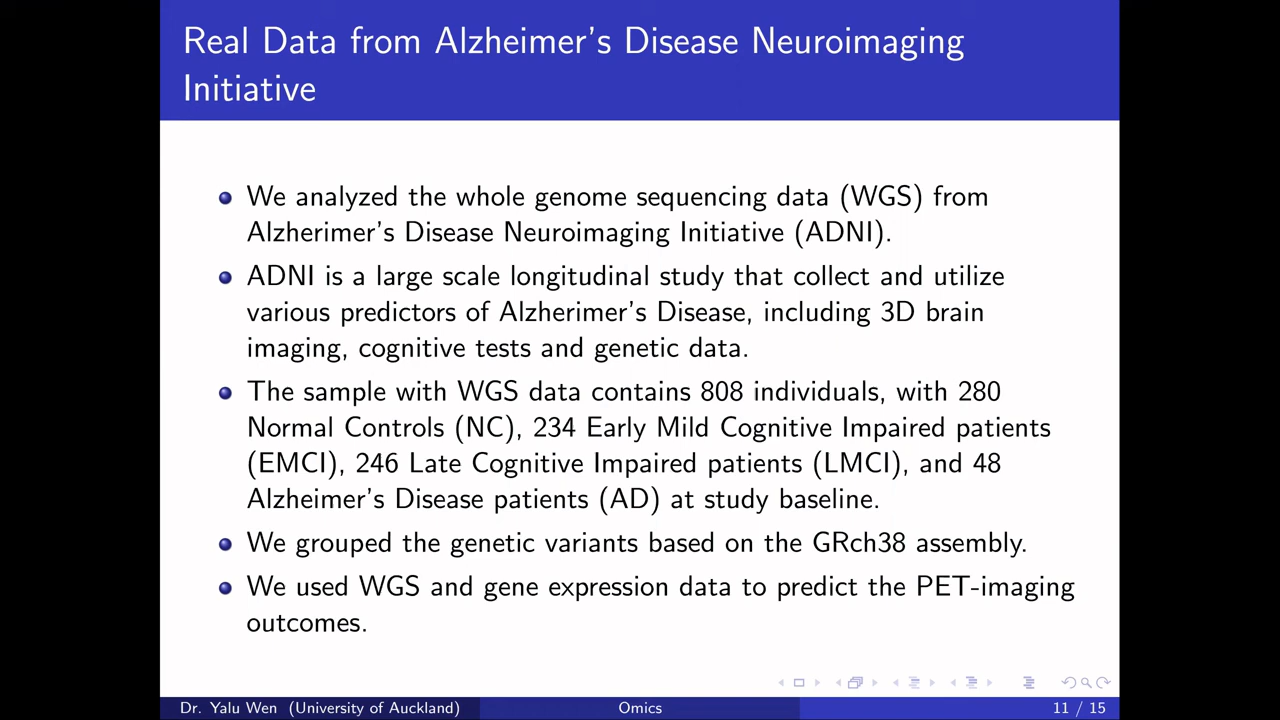 Real Data from Alzheimer's Disease Neuroimaging
Initiative
We analyzed the whole genome sequencing data (WGS) from
Alzherimer's Disease Neuroimaging Initiative (ADNI).
ADNI is a large scale longitudinal study that collect and utilize
various predictors of Alzherimer's Disease, including 3D brain
imaging, cognitive tests and genetic data.
The sample with WGS data contains 808 individuals, with 280
Normal Controls (NC), 234 Early Mild Cognitive Impaired patients
(EMCI), 246 Late Cognitive Impaired patients (LMCI), and 48
Alzheimer's Disease patients (AD) at study baseline.
We grouped the genetic variants based on the GRch38 assembly.
We used WGS and gene expression data to predict the PET-imaging
outcomes.
Dr. Yalu Wen (University of Auckland) Omics 11 / 15